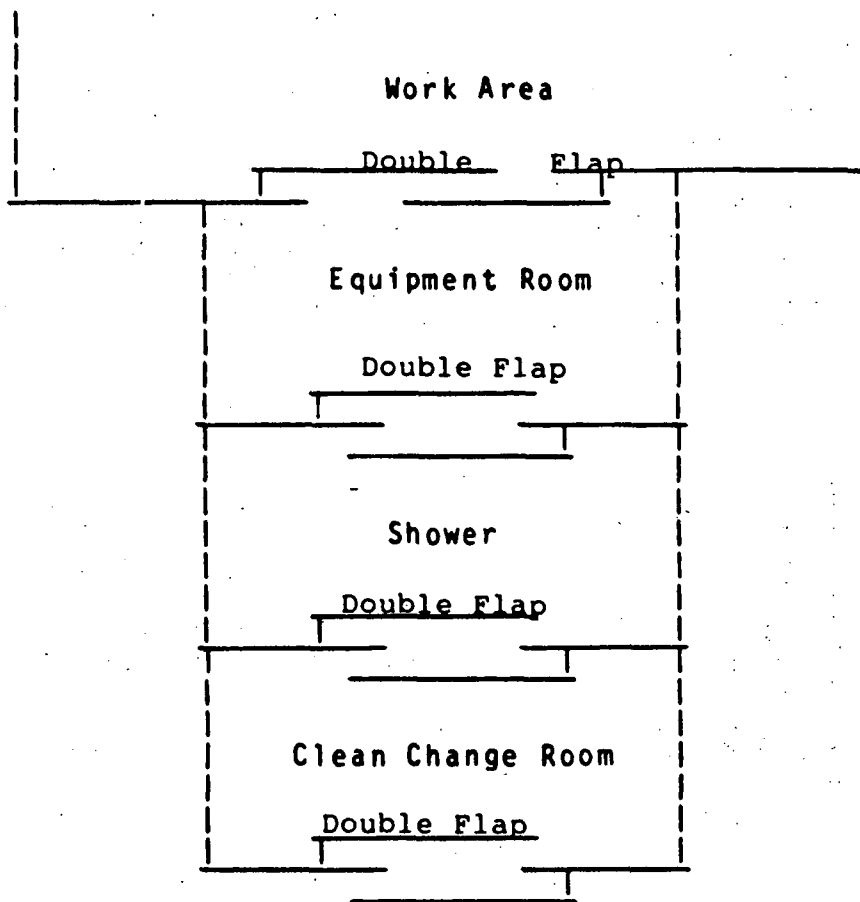 Work Area
Double Flap
Equipment Room
Double Flap
Shower
Double Flap
Clean Change Room
Double Flap